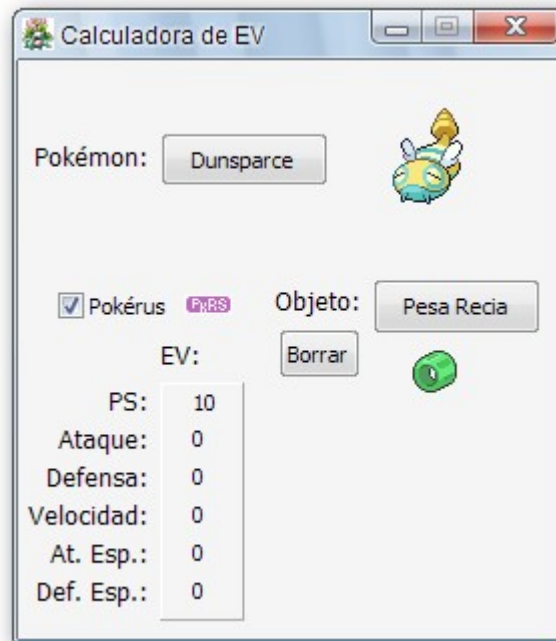 Calculadora de EV
Pokémon: Dunsparce
Pokérus PKRS Objeto: Pesa Recia
EV: Borrar
PS: 10
Ataque: 0
Defensa: 0
Velocidad: 0
At. Esp.: 0
Def. Esp.: 0